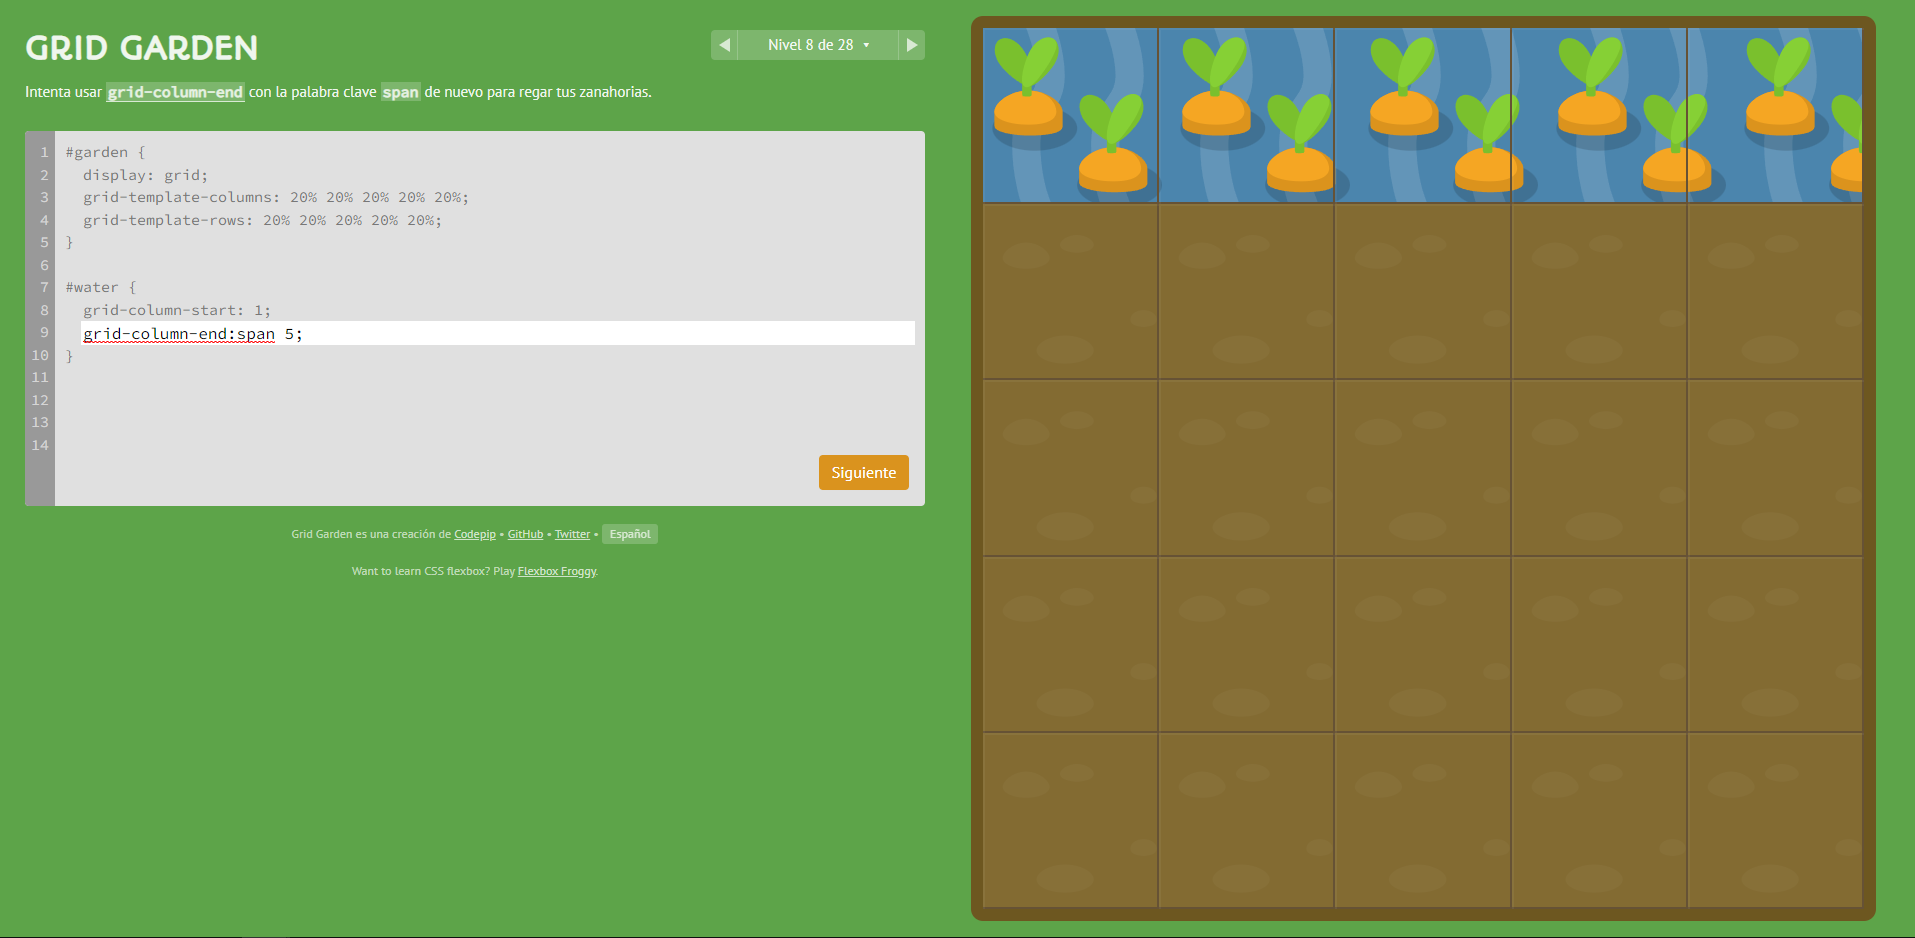 GRID GARDEN
Nivel 8 de 28
Intenta usar grid-column-end con la palabra clave span de nuevo para regar tus zanahorias.
1 #garden {
2 display: grid;
3 grid-template-columns: 20% 20% 20% 20% 20%;
4 grid-template-rows: 20% 20% 20% 20% 20%;
5 }
6
7 #water {
8 grid-column-start: 1;
9 grid-column-end:span 5;
10 }
11
12
13
14
Siguiente
Grid Garden es una creación de Codepip • GitHub • Twitter • Español
Want to learn CSS flexbox? Play Flexbox Froggy.